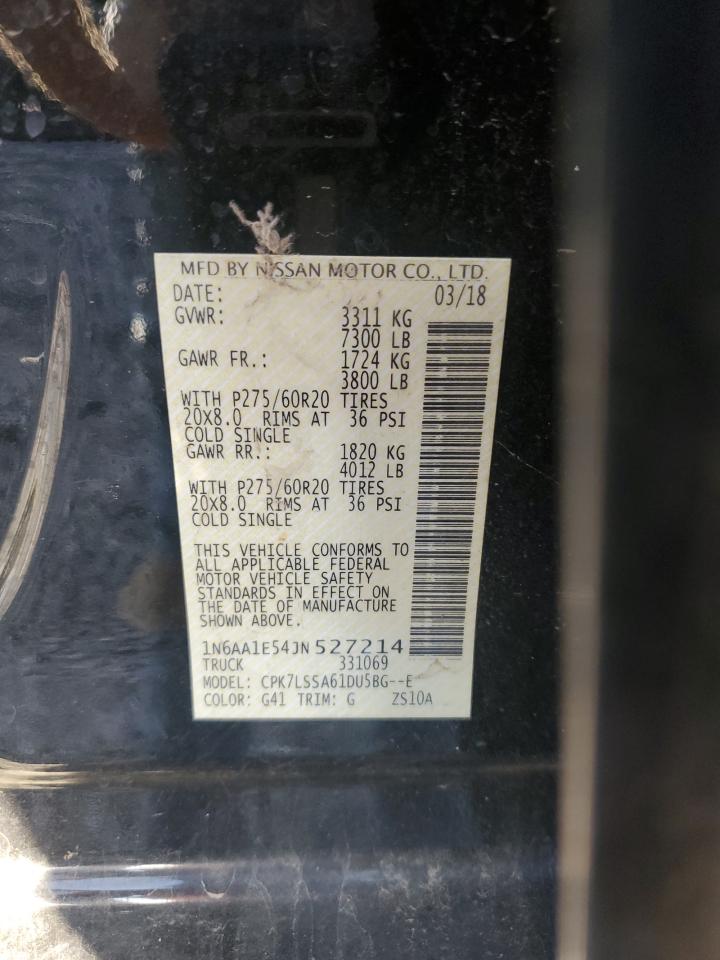 MFD BY NISSAN MOTOR CO., LTD.
DATE: 03/18
GVWR: 3311 KG
7300 LB
GAWR FR.: 1724 KG
3800 LB
WITH P275/60R20 TIRES
20X8.0 RIMS AT 36 PSI
COLD SINGLE
GAWR RR.: 1820 KG
4012 LB
WITH P275/60R20 TIRES
20X8.0 RIMS AT 36 PSI
COLD SINGLE
THIS VEHICLE CONFORMS TO
ALL APPLICABLE FEDERAL
MOTOR VEHICLE SAFETY
STANDARDS IN EFFECT ON
THE DATE OF MANUFACTURE
SHOWN ABOVE.
1N6AA1E54JN527214
TRUCK 331069
MODEL: CPK7LSSA61DU5BG--E
COLOR: G41 TRIM: G ZS10A